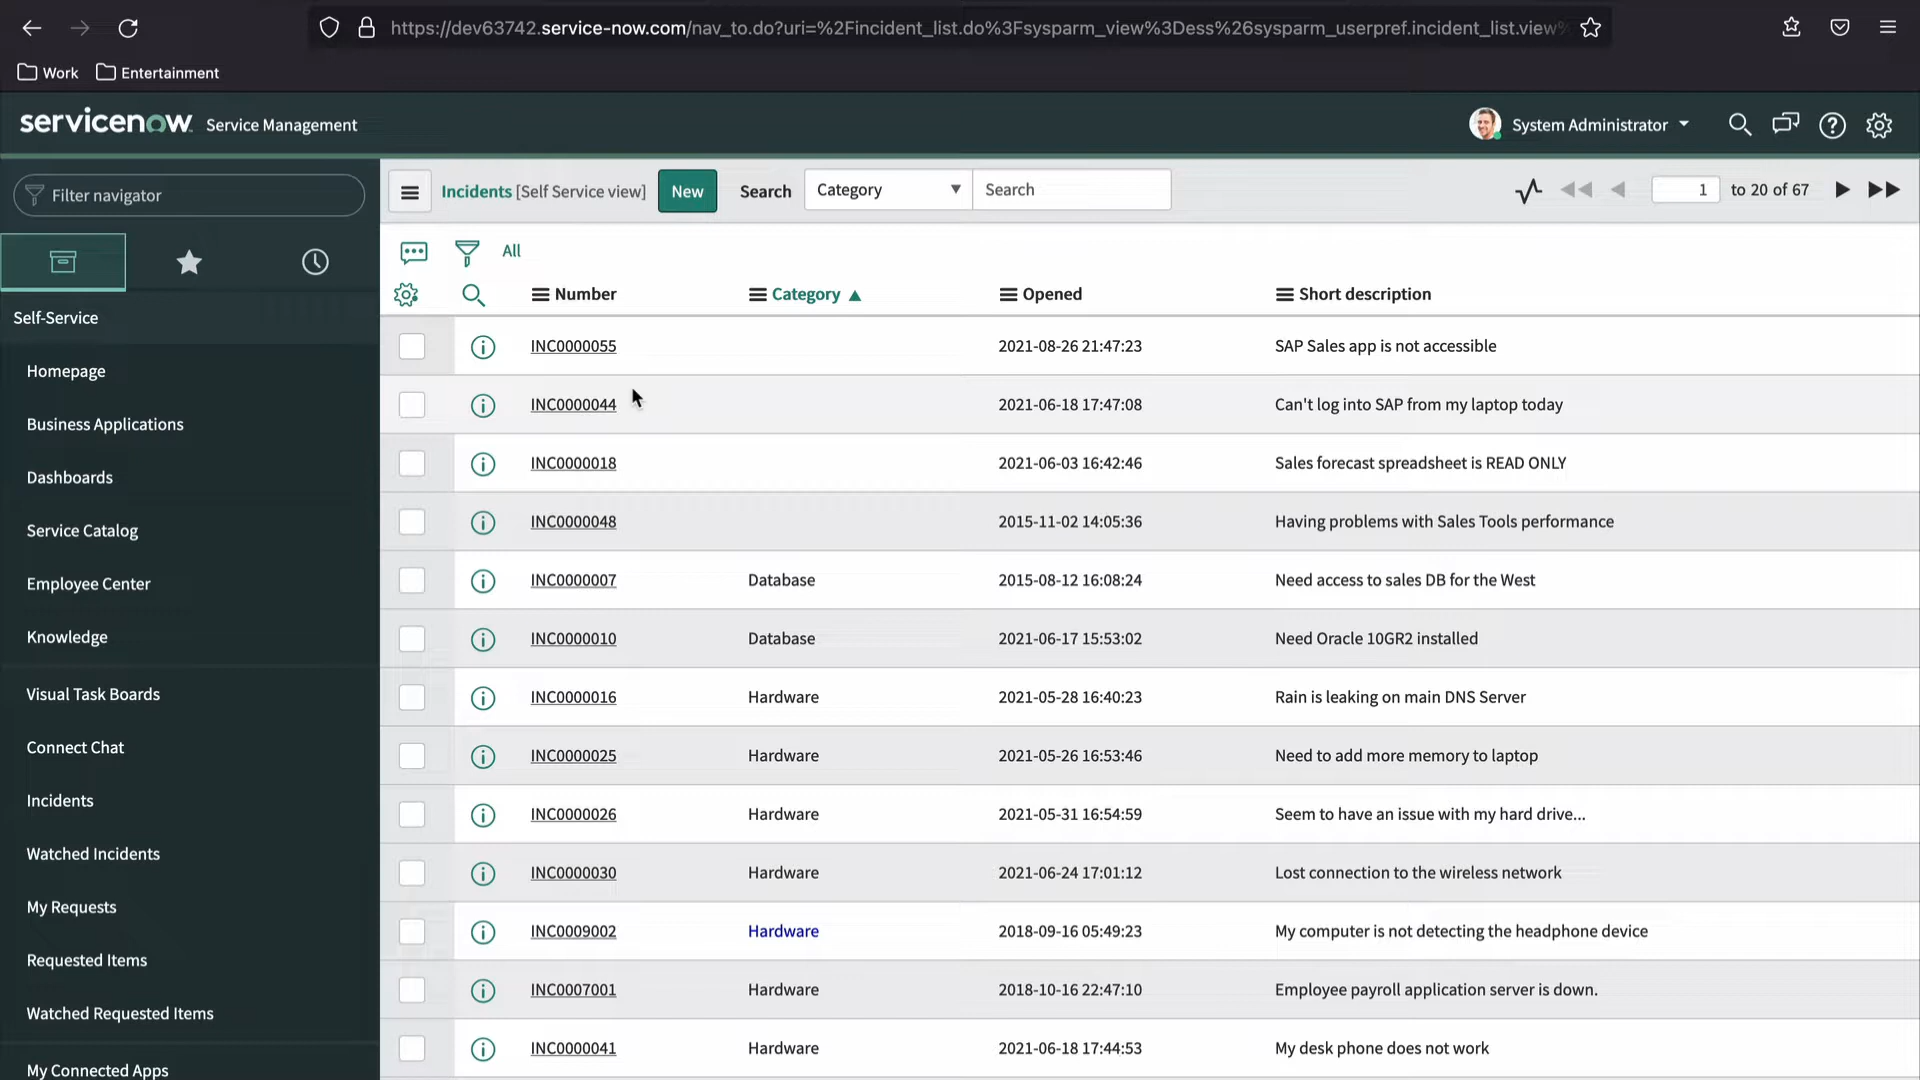 https://dev63742.service-now.com/nav_to.do?uri=%2Fincident_list.do%3Fsysparm_view%3Dess%26sysparm_userpref.incident_list.view%
Work Entertainment
servicenow Service Management
System Administrator
Filter navigator
Incidents [Self Service view] New Search Category Search 1 to 20 of 67
All
Number Category Opened Short description
Self-Service
Homepage
Business Applications
Dashboards
Service Catalog
Employee Center
Knowledge
Visual Task Boards
Connect Chat
Incidents
Watched Incidents
My Requests
Requested Items
Watched Requested Items
My Connected Apps
INC0000055 2021-08-26 21:47:23 SAP Sales app is not accessible
INC0000044 2021-06-18 17:47:08 Can't log into SAP from my laptop today
INC0000018 2021-06-03 16:42:46 Sales forecast spreadsheet is READ ONLY
INC0000048 2015-11-02 14:05:36 Having problems with Sales Tools performance
INC0000007 Database 2015-08-12 16:08:24 Need access to sales DB for the West
INC0000010 Database 2021-06-17 15:53:02 Need Oracle 10GR2 installed
INC0000016 Hardware 2021-05-28 16:40:23 Rain is leaking on main DNS Server
INC0000025 Hardware 2021-05-26 16:53:46 Need to add more memory to laptop
INC0000026 Hardware 2021-05-31 16:54:59 Seem to have an issue with my hard drive...
INC0000030 Hardware 2021-06-24 17:01:12 Lost connection to the wireless network
INC0009002 Hardware 2018-09-16 05:49:23 My computer is not detecting the headphone device
INC0007001 Hardware 2018-10-16 22:47:10 Employee payroll application server is down.
INC0000041 Hardware 2021-06-18 17:44:53 My desk phone does not work